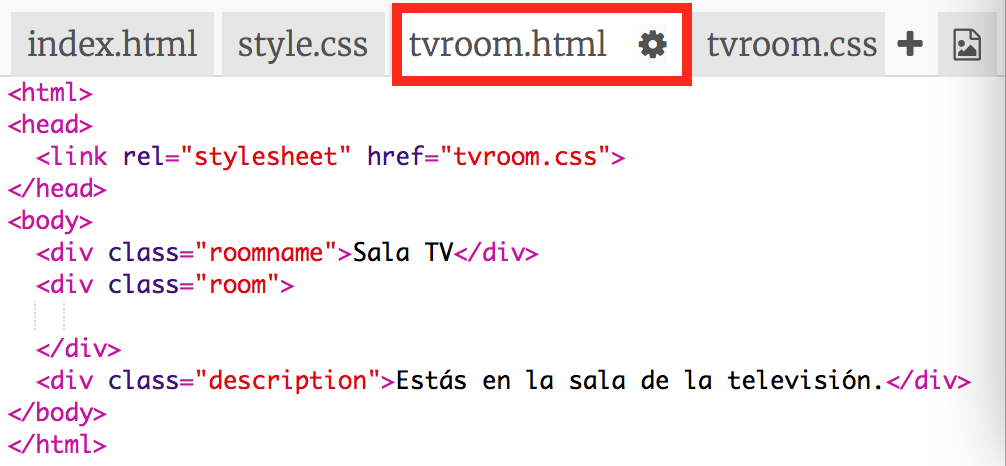 index.html style.css tvroom.html tvroom.css +
<html>
<head>
  <link rel="stylesheet" href="tvroom.css">
</head>
<body>
  <div class="roomname">Sala TV</div>
  <div class="room">
  </div>
  <div class="description">Estás en la sala de la televisión.</div>
</body>
</html>